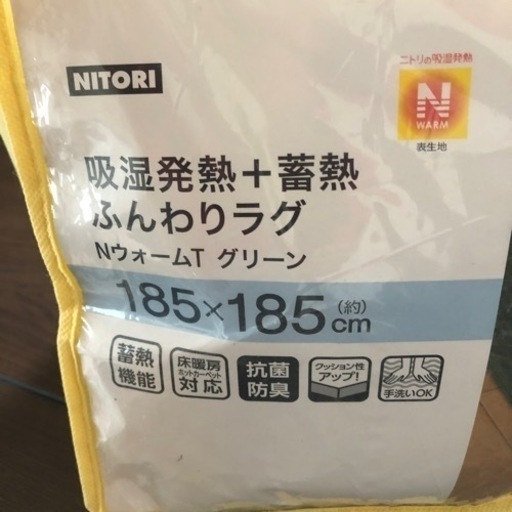 NITORI
ニトリの吸湿発熱
N
WARM
表生地
吸湿発熱+蓄熱
ふんわりラグ
NウォームT グリーン
185×185(約)cm
蓄熱
機能
床暖房
ホットカーペット
対応
抗菌
防臭
クッション性
アップ!
手洗いOK